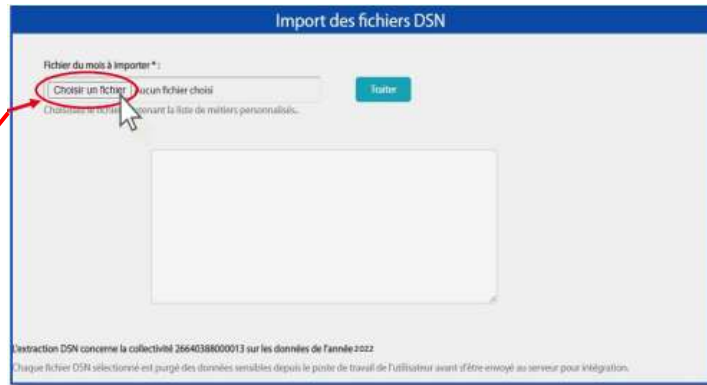 Import des fichiers DSN
Fichier du mois à importer * :
Choisir un fichier Aucun fichier choisi
Traiter
Choisissez le fichier contenant la liste de métiers personnalisés.
L'extraction DSN concerne la collectivité 26640388000013 sur les données de l'année 2022
Chaque fichier DSN sélectionné est purgé des données sensibles depuis le poste de travail de l'utilisateur avant d'être envoyé au serveur pour intégration.